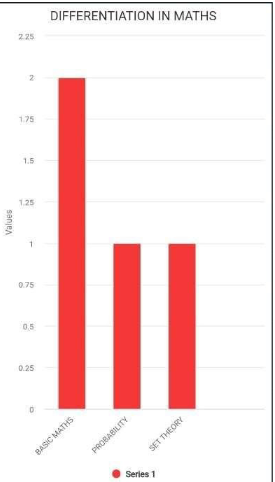 DIFFERENTIATION IN MATHS
2.25
2
1.75
1.5
1.25
1
0.75
0.5
0.25
0
Values
BASIC MATHS
PROBABILITY
SET THEORY
Series 1